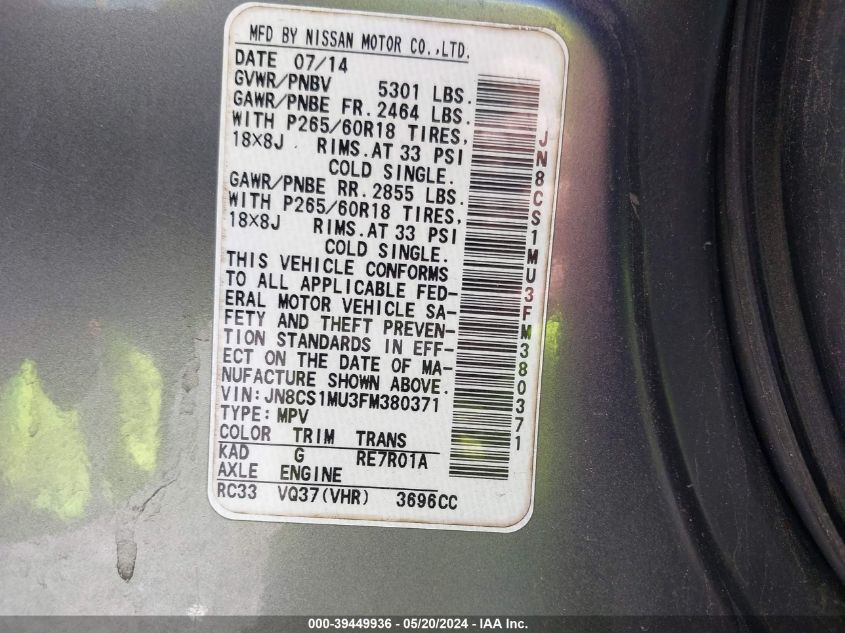 MFD BY NISSAN MOTOR CO.,LTD.
DATE 07/14
GVWR/PNBV 5301 LBS.
GAWR/PNBE FR. 2464 LBS.
WITH P265/60R18 TIRES,
18X8J RIMS. AT 33 PSI
COLD SINGLE.
GAWR/PNBE RR. 2855 LBS.
WITH P265/60R18 TIRES,
18X8J RIMS. AT 33 PSI
COLD SINGLE.
THIS VEHICLE CONFORMS
TO ALL APPLICABLE FED-
ERAL MOTOR VEHICLE SA-
FETY AND THEFT PREVEN-
TION STANDARDS IN EFF-
ECT ON THE DATE OF MA-
NUFACTURE SHOWN ABOVE.
VIN: JN8CS1MU3FM380371
TYPE: MPV
COLOR TRIM TRANS
KAD G RE7R01A
AXLE ENGINE
RC33 VQ37(VHR) 3696CC
JN8CS1MU3FM380371
000-39449936 - 05/20/2024 - IAA Inc.